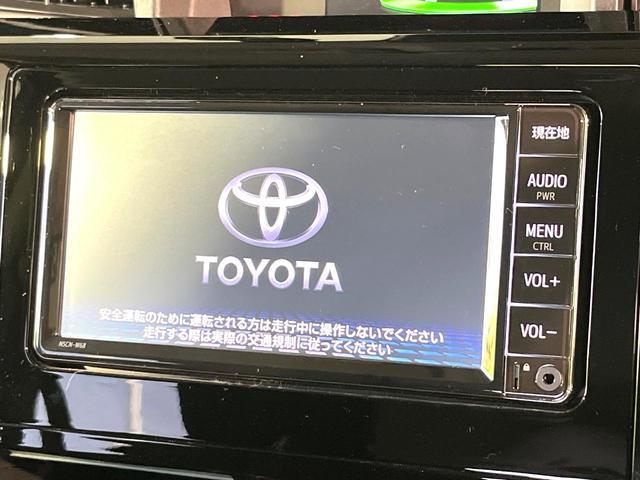 現在地
AUDIO
PWR
MENU
CTRL
VOL+
VOL−
TOYOTA
安全運転のために運転される方は走行中に操作しないでください
走行する際は実際の交通規制に従ってください
NSCN-W68